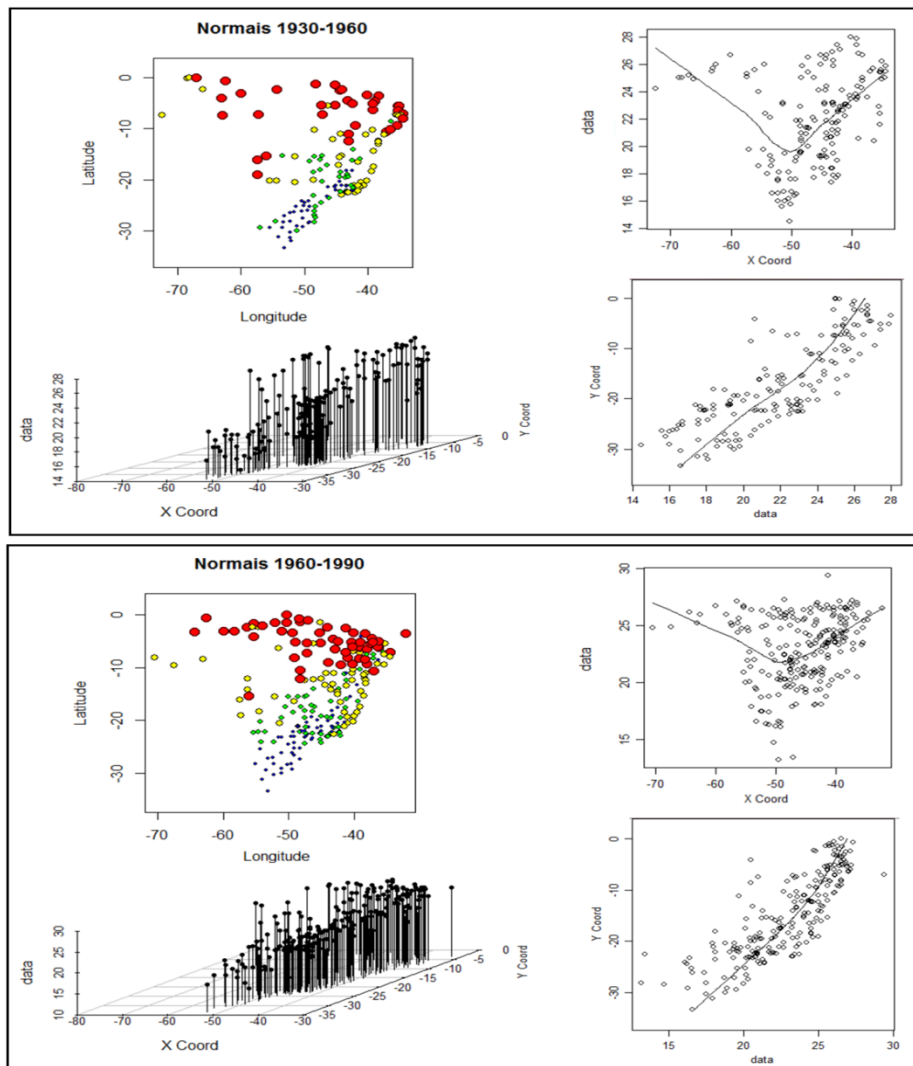 Normais 1930-1960
Latitude
0
-10
-20
-30
-70 -60 -50 -40
Longitude
data
28
26
24
22
20
18
16
14
-70 -60 -50 -40
X Coord
data
14 16 18 20 22 24 26 28
-80 -70 -60 -50 -40 -30
X Coord
-35 -30 -25 -20 -15 -10 -5 0
Y Coord
Y Coord
0
-10
-20
-30
14 16 18 20 22 24 26 28
data
Normais 1960-1990
Latitude
0
-10
-20
-30
-70 -60 -50 -40
Longitude
data
30
25
20
15
-70 -60 -50 -40
X Coord
data
10 15 20 25 30
-80 -70 -60 -50 -40 -30
X Coord
-35 -30 -25 -20 -15 -10 -5 0
Y Coord
Y Coord
0
-10
-20
-30
15 20 25 30
data